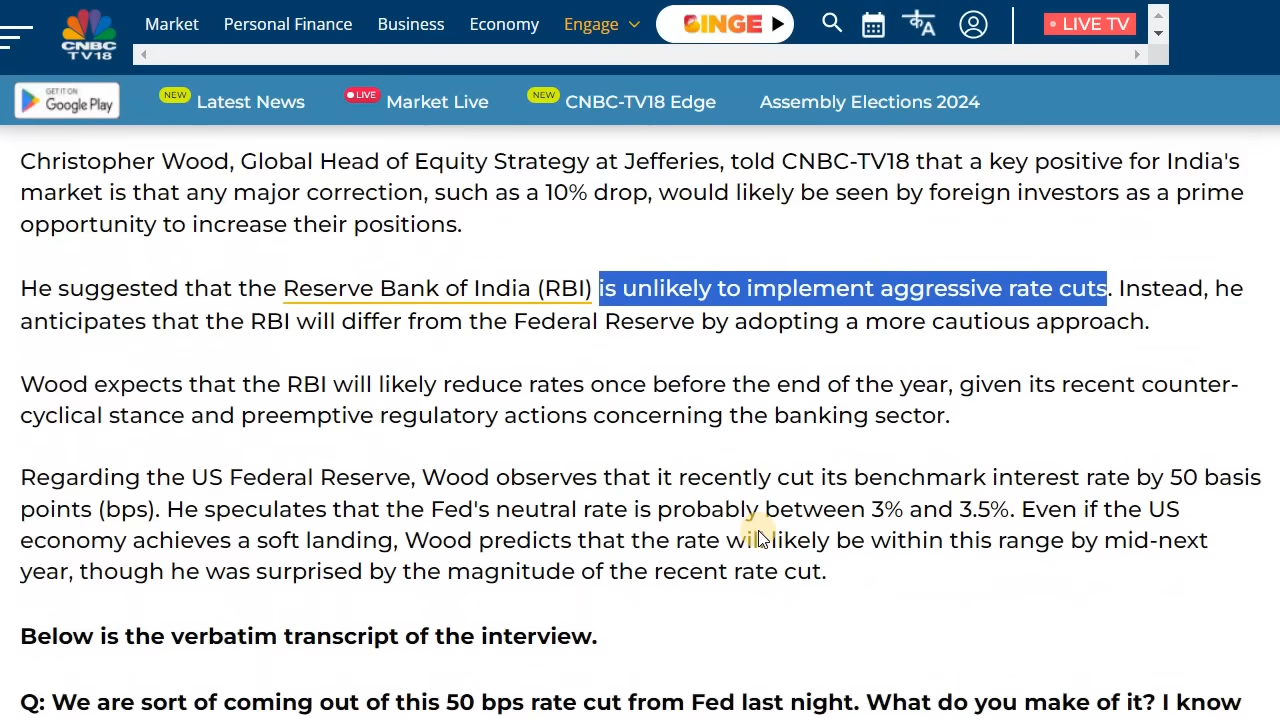 Market Personal Finance Business Economy Engage BINGE LIVE TV
CNBC
TV18
GET IT ON
Google Play
NEW Latest News LIVE Market Live NEW CNBC-TV18 Edge Assembly Elections 2024
Christopher Wood, Global Head of Equity Strategy at Jefferies, told CNBC-TV18 that a key positive for India's
market is that any major correction, such as a 10% drop, would likely be seen by foreign investors as a prime
opportunity to increase their positions.
He suggested that the Reserve Bank of India (RBI) is unlikely to implement aggressive rate cuts. Instead, he
anticipates that the RBI will differ from the Federal Reserve by adopting a more cautious approach.
Wood expects that the RBI will likely reduce rates once before the end of the year, given its recent counter-
cyclical stance and preemptive regulatory actions concerning the banking sector.
Regarding the US Federal Reserve, Wood observes that it recently cut its benchmark interest rate by 50 basis
points (bps). He speculates that the Fed's neutral rate is probably between 3% and 3.5%. Even if the US
economy achieves a soft landing, Wood predicts that the rate will likely be within this range by mid-next
year, though he was surprised by the magnitude of the recent rate cut.
Below is the verbatim transcript of the interview.
Q: We are sort of coming out of this 50 bps rate cut from Fed last night. What do you make of it? I know